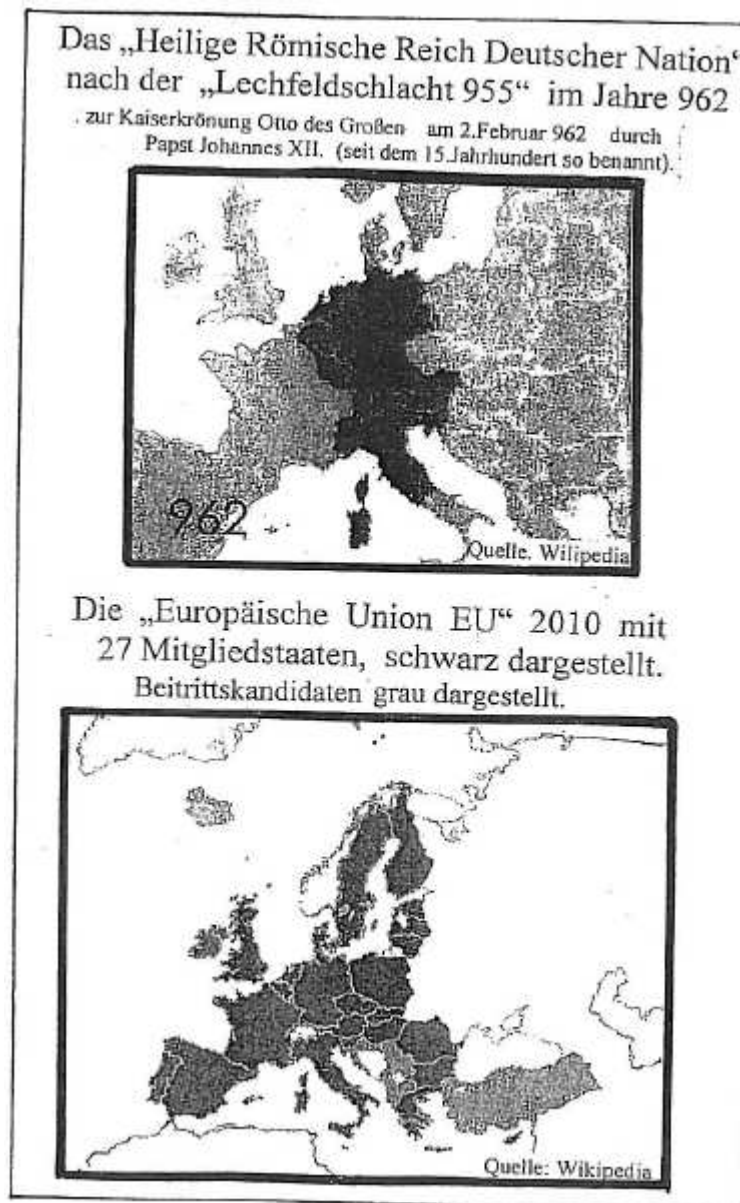 Das „Heilige Römische Reich Deutscher Nation“
nach der „Lechfeldschlacht 955“ im Jahre 962
zur Kaiserkrönung Otto des Großen am 2.Februar 962 durch
Papst Johannes XII. (seit dem 15.Jahrhundert so benannt).
962
Quelle. Wilipedia
Die „Europäische Union EU“ 2010 mit
27 Mitgliedstaaten, schwarz dargestellt.
Beitrittskandidaten grau dargestellt.
Quelle: Wikipedia